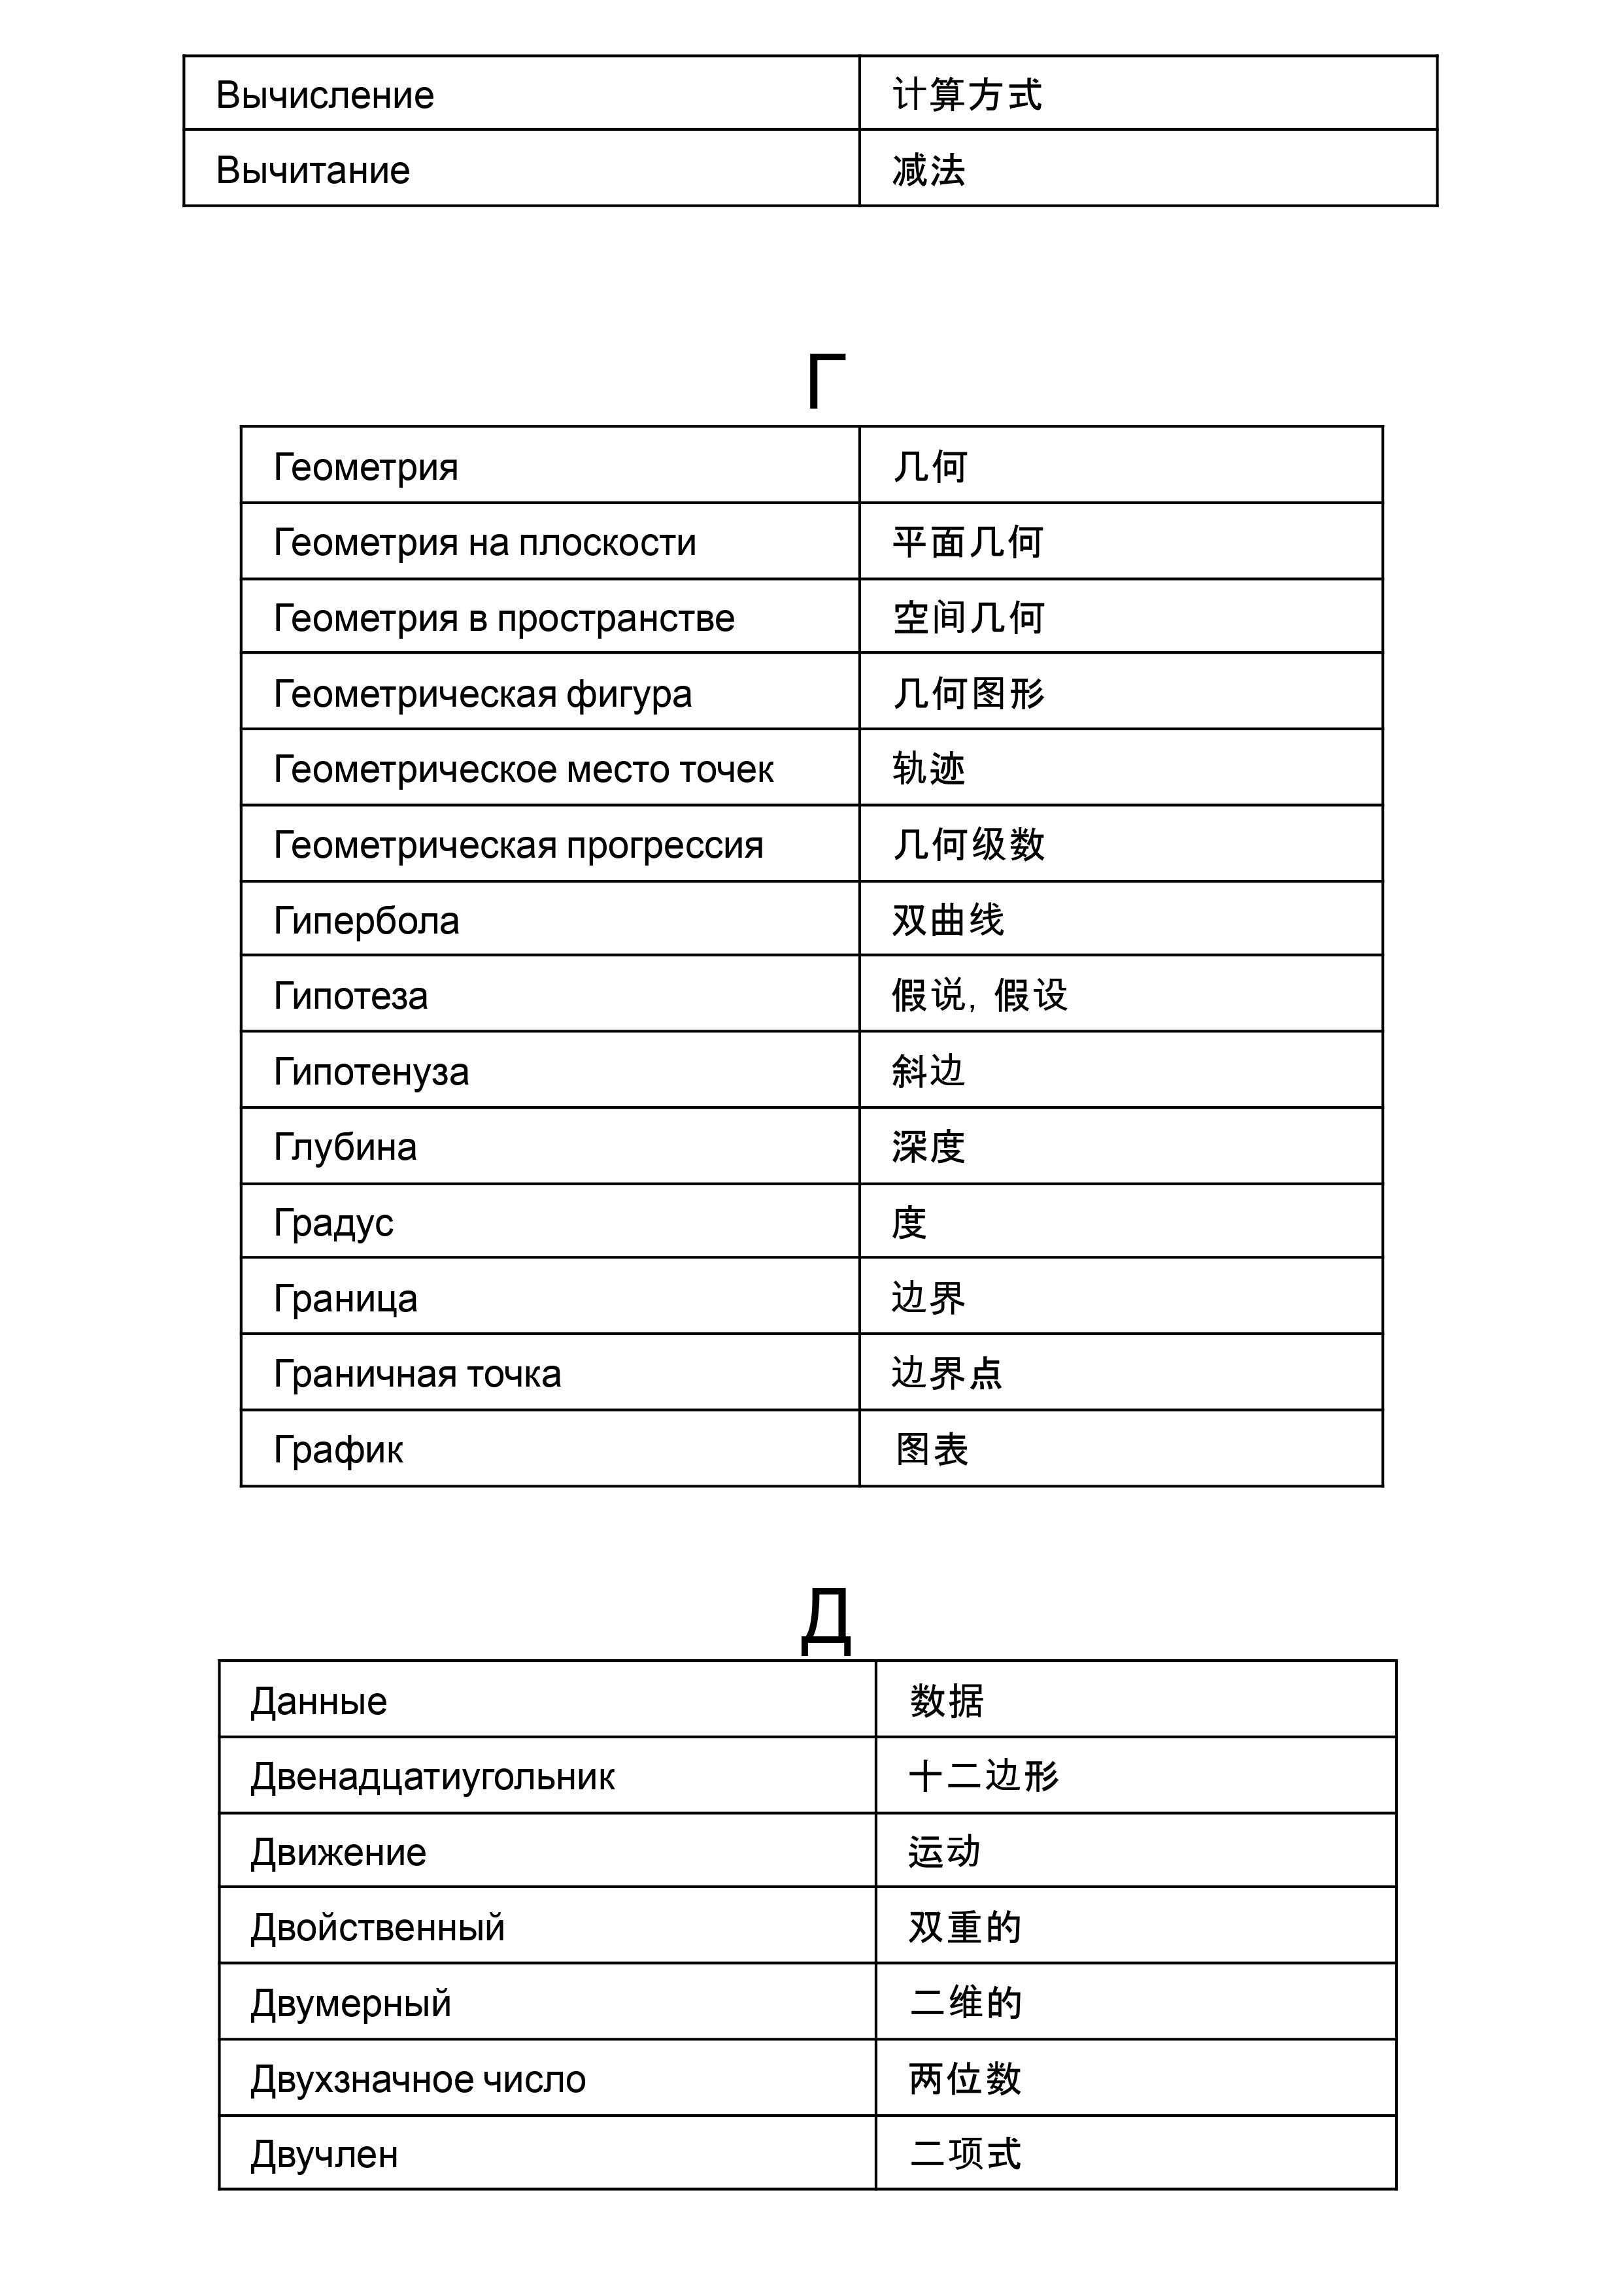 Вычисление 计算方式
Вычитание 减法
Г
Геометрия 几何
Геометрия на плоскости 平面几何
Геометрия в пространстве 空间几何
Геометрическая фигура 几何图形
Геометрическое место точек 轨迹
Геометрическая прогрессия 几何级数
Гипербола 双曲线
Гипотеза 假说, 假设
Гипотенуза 斜边
Глубина 深度
Градус 度
Граница 边界
Граничная точка 边界点
График 图表
Д
Данные 数据
Двенадцатиугольник 十二边形
Движение 运动
Двойственный 双重的
Двумерный 二维的
Двухзначное число 两位数
Двучлен 二项式